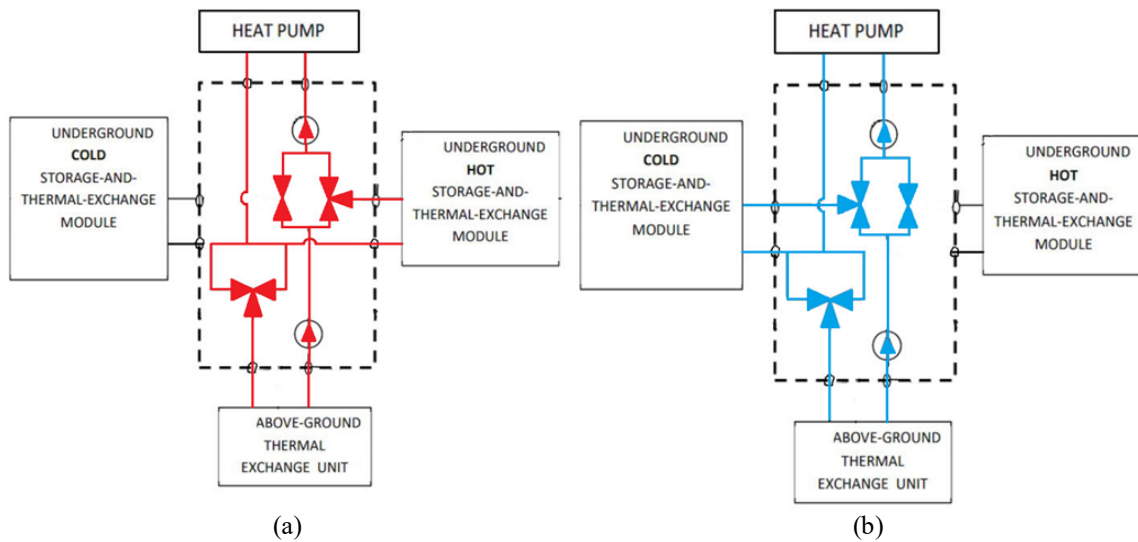 HEAT PUMP
UNDERGROUND
COLD
STORAGE-AND-
THERMAL-EXCHANGE
MODULE
UNDERGROUND
HOT
STORAGE-AND-
THERMAL-EXCHANGE
MODULE
ABOVE-GROUND
THERMAL
EXCHANGE UNIT
(a)
HEAT PUMP
UNDERGROUND
COLD
STORAGE-AND-
THERMAL-EXCHANGE
MODULE
UNDERGROUND
HOT
STORAGE-AND-
THERMAL-EXCHANGE
MODULE
ABOVE-GROUND
THERMAL
EXCHANGE UNIT
(b)